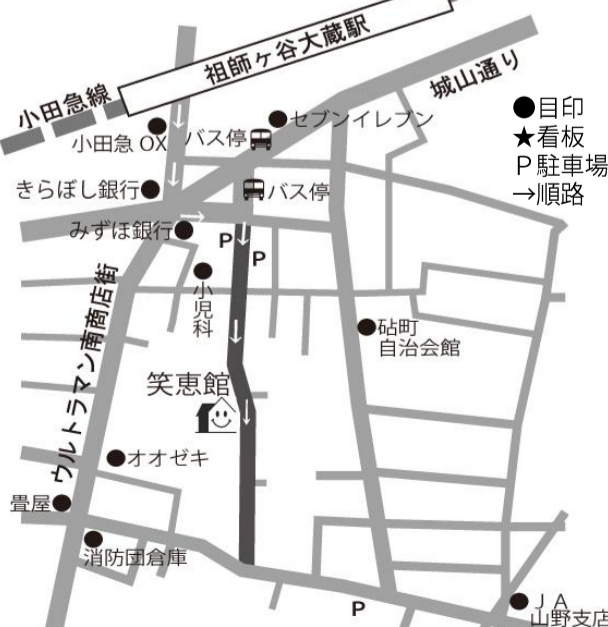 祖師ヶ谷大蔵駅
小田急線
城山通り
小田急 OX
バス停
セブンイレブン
●目印
★看板
P 駐車場
→順路
きらぼし銀行
バス停
みずほ銀行
P
P
小児科
ウルトラマン南商店街
砧町
自治会館
笑恵館
オオゼキ
畳屋
消防団倉庫
P
JA
山野支店